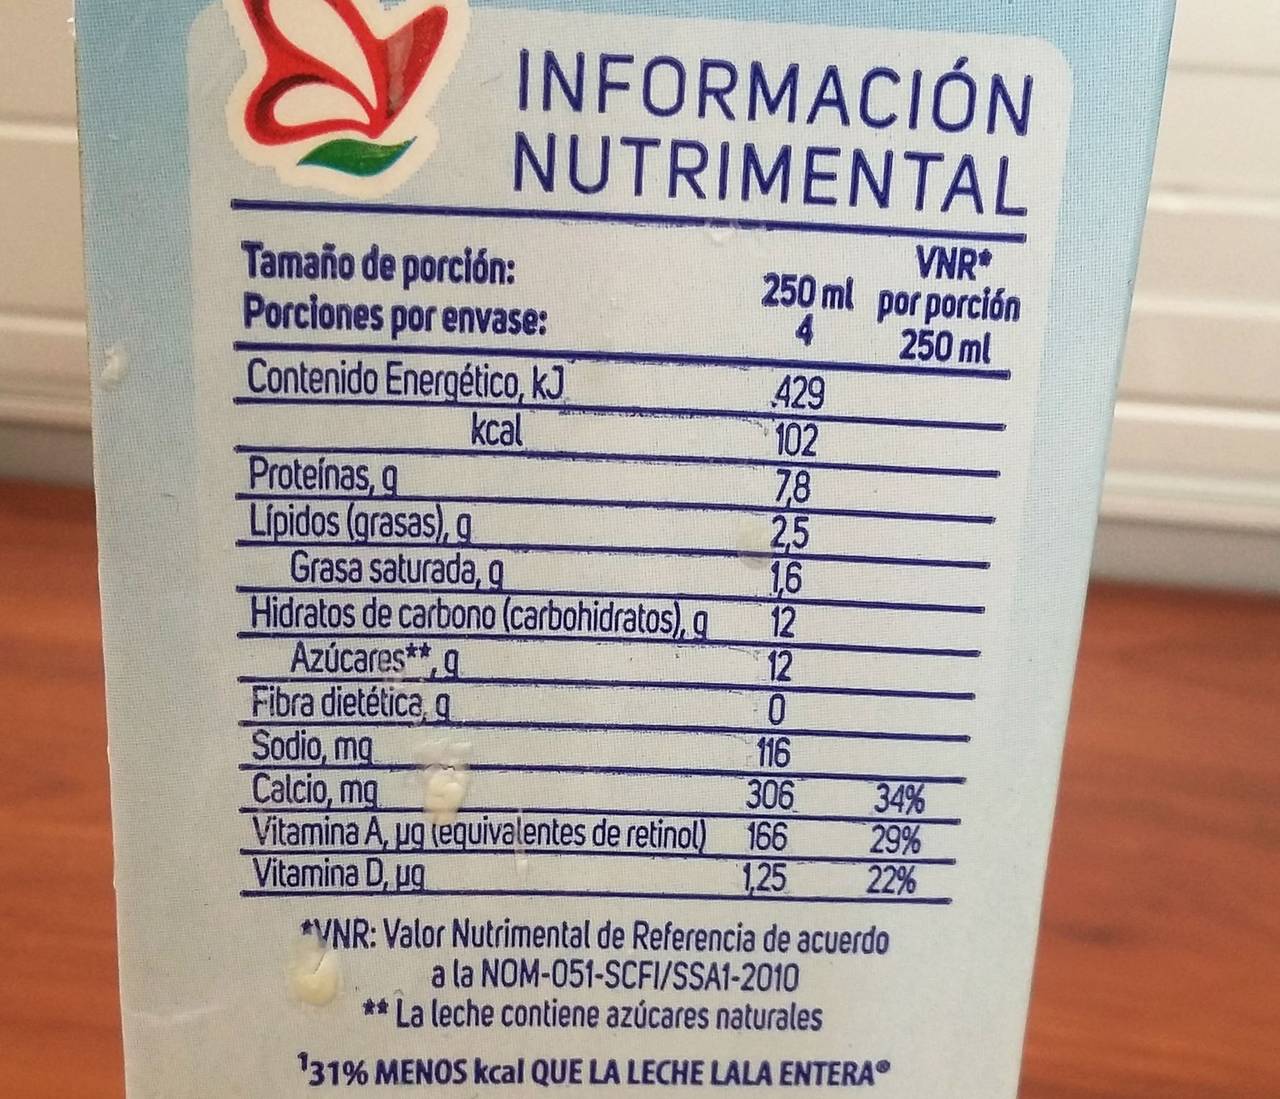 INFORMACIÓN
NUTRIMENTAL
VNR*
Tamaño de porción: 250 ml por porción
Porciones por envase: 4 250 ml
Contenido Energético, kJ 429
kcal 102
Proteínas, g 7,8
Lípidos (grasas), g 2,5
Grasa saturada, g 1,6
Hidratos de carbono (carbohidratos), g 12
Azúcares**, g 12
Fibra dietética, g 0
Sodio, mg 116
Calcio, mg 306 34%
Vitamina A, µg (equivalentes de retinol) 166 29%
Vitamina D, µg 1,25 22%
*VNR: Valor Nutrimental de Referencia de acuerdo
a la NOM-051-SCFI/SSA1-2010
** La leche contiene azúcares naturales
¹31% MENOS kcal QUE LA LECHE LALA ENTERA®